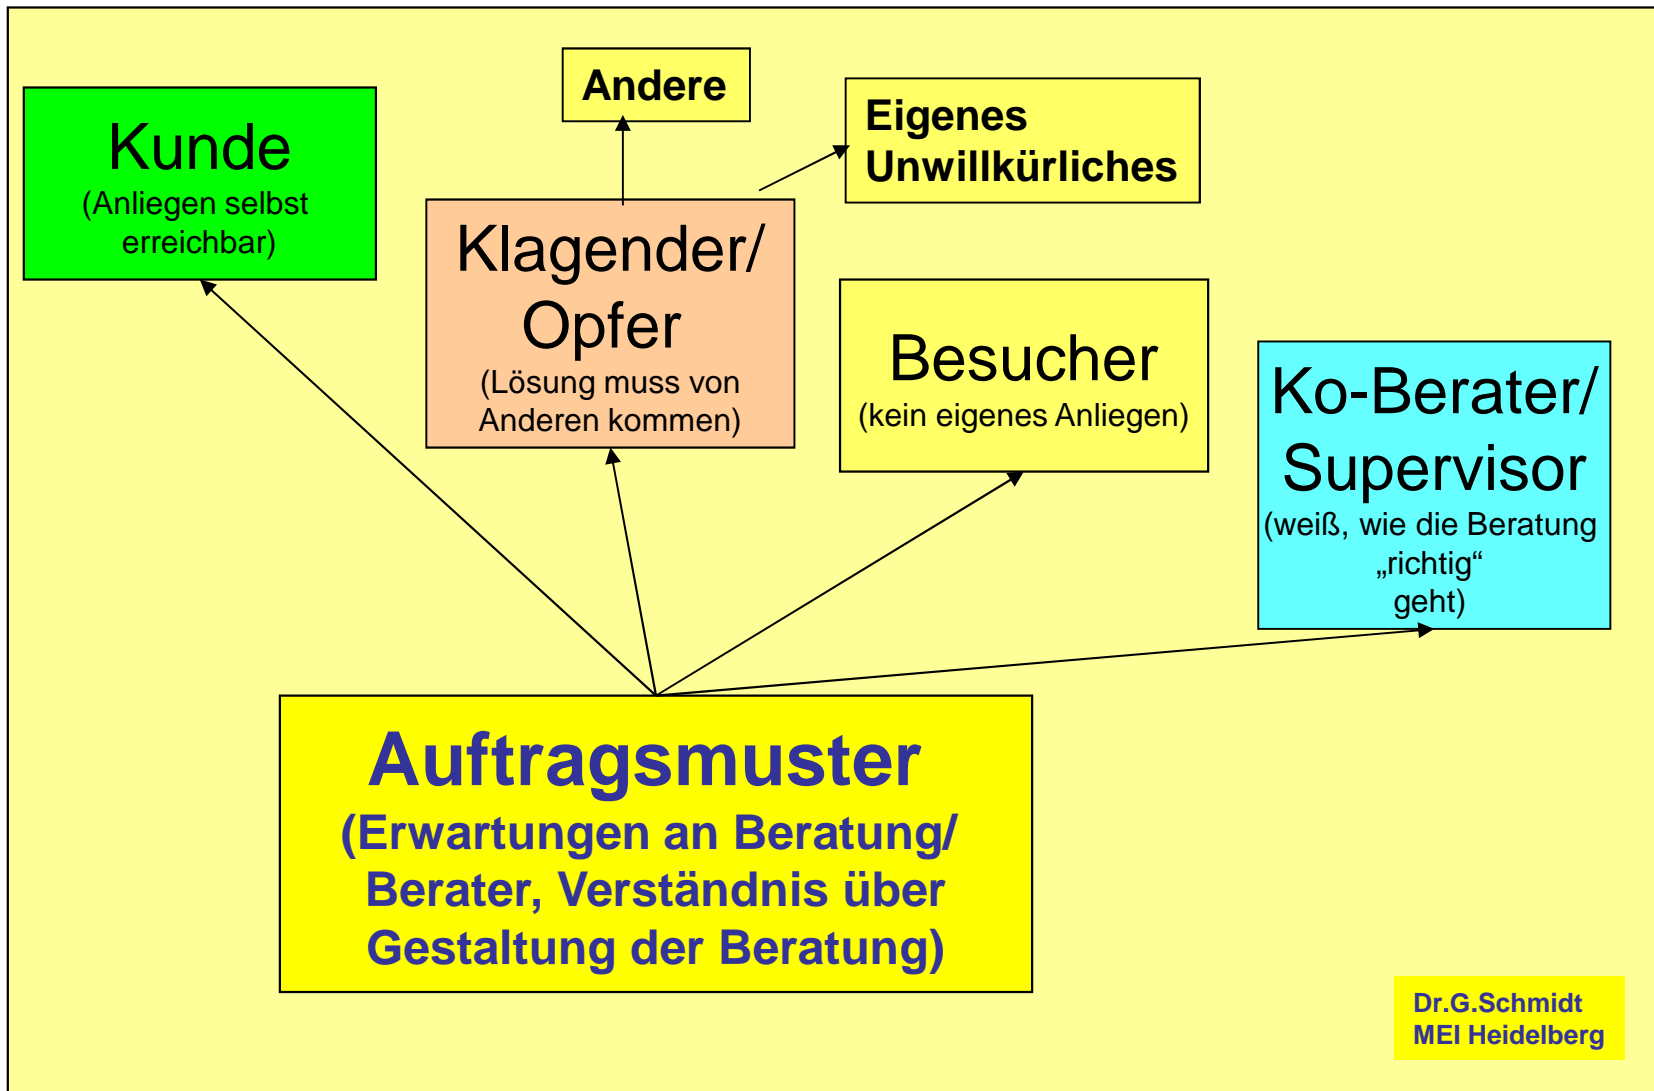 Andere
Eigenes
Unwillkürliches
Kunde
(Anliegen selbst
erreichbar)
Klagender/
Opfer
(Lösung muss von
Anderen kommen)
Besucher
(kein eigenes Anliegen)
Ko-Berater/
Supervisor
(weiß, wie die Beratung
„richtig“
geht)
Auftragsmuster
(Erwartungen an Beratung/
Berater, Verständnis über
Gestaltung der Beratung)
Dr.G.Schmidt
MEI Heidelberg